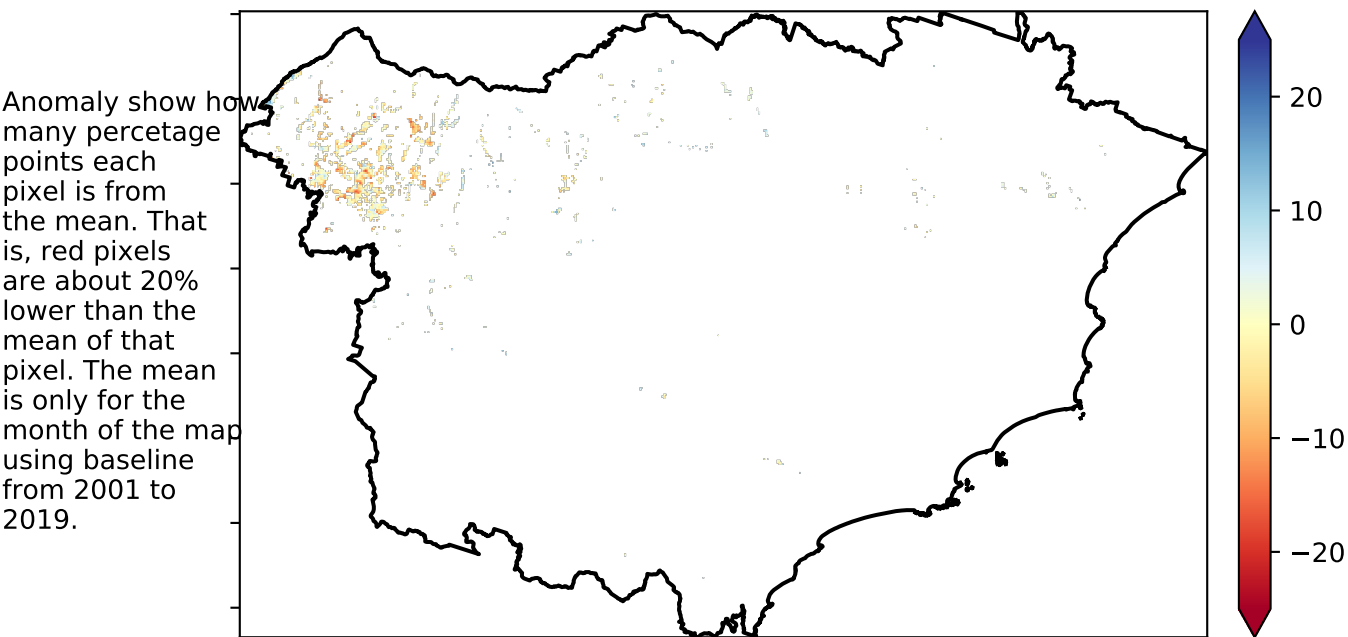 Anomaly show how
many percetage
points each
pixel is from
the mean. That
is, red pixels
are about 20%
lower than the
mean of that
pixel. The mean
is only for the
month of the map
using baseline
from 2001 to
2019.
20
10
0
−10
−20